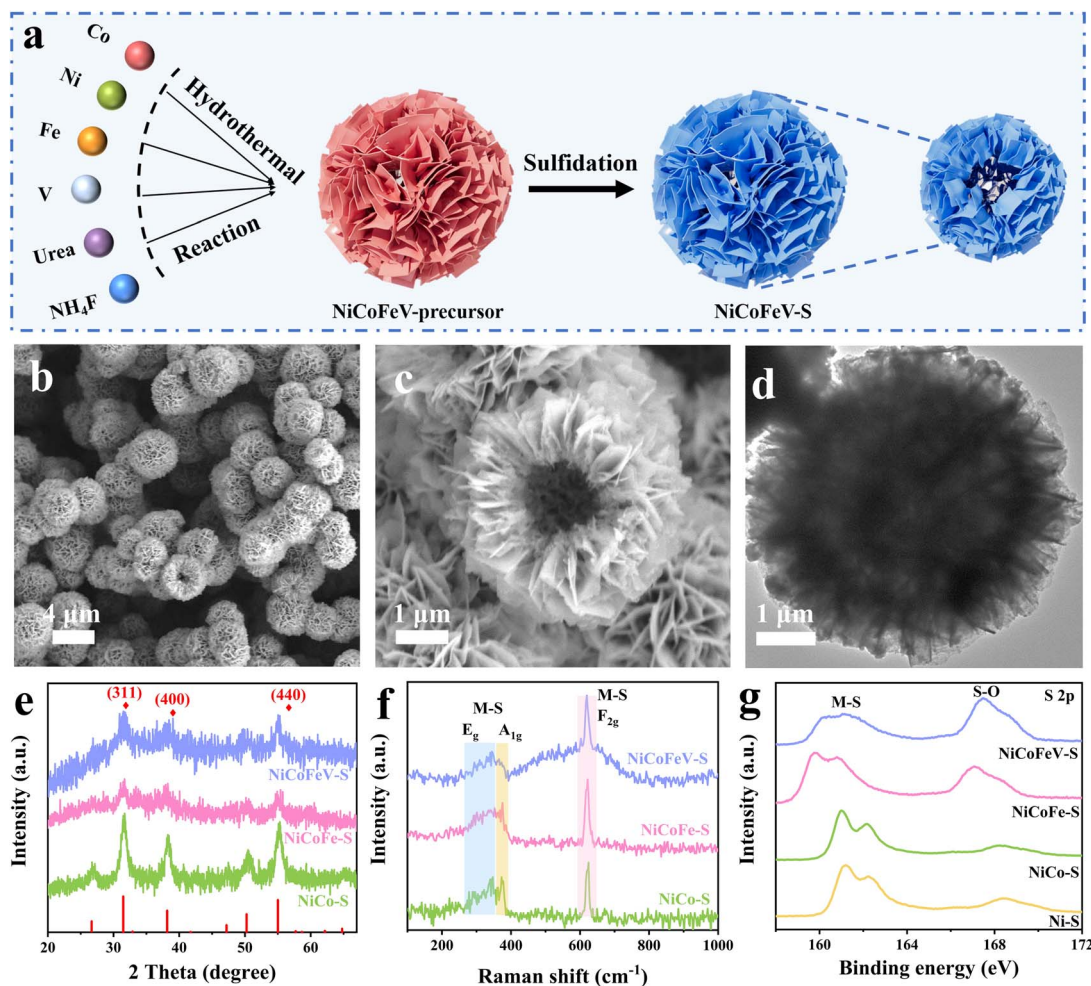 a
Co
Ni
Fe
V
Urea
NH₄F
Hydrothermal
Reaction
NiCoFeV-precursor
Sulfidation
NiCoFeV-S
b
4 μm
c
1 μm
d
1 μm
e
(311)
(400)
(440)
NiCoFeV-S
NiCoFe-S
NiCo-S
Intensity (a.u.)
20 30 40 50 60
2 Theta (degree)
f
M-S
E_g A_1g
M-S
F_2g
NiCoFeV-S
NiCoFe-S
NiCo-S
Intensity (a.u.)
200 400 600 800 1000
Raman shift (cm⁻¹)
g
S 2p
M-S
S-O
NiCoFeV-S
NiCoFe-S
NiCo-S
Ni-S
Intensity (a.u.)
160 164 168 172
Binding energy (eV)